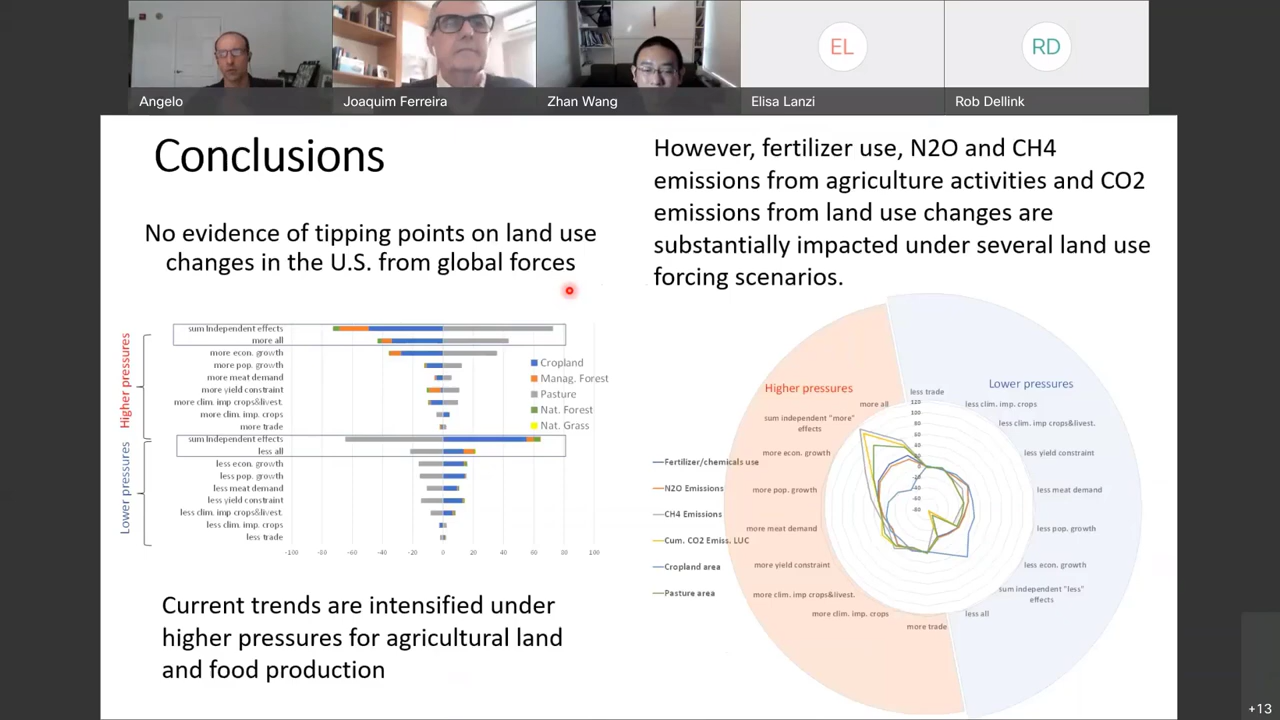 EL
RD
Angelo
Joaquim Ferreira
Zhan Wang
Elisa Lanzi
Rob Dellink
Conclusions
No evidence of tipping points on land use
changes in the U.S. from global forces
Higher pressures
Lower pressures
sum Independent effects
more all
more econ. growth
more pop. growth
more meat demand
more yield constraint
more clim. imp crops&livest.
more clim. imp. crops
more trade
sum Independent effects
less all
less econ. growth
less pop. growth
less meat demand
less yield constraint
less clim. imp crops&livest.
less clim. imp. crops
less trade
-100 -80 -60 -40 -20 0 20 40 60 80 100
Cropland
Manag. Forest
Pasture
Nat. Forest
Nat. Grass
Current trends are intensified under
higher pressures for agricultural land
and food production
However, fertilizer use, N2O and CH4
emissions from agriculture activities and CO2
emissions from land use changes are
substantially impacted under several land use
forcing scenarios.
Higher pressures
Lower pressures
less trade
less clim. imp. crops
less clim. imp crops&livest.
less yield constraint
less meat demand
less pop. growth
less econ. growth
sum independent "less"
effects
less all
more trade
more clim. imp. crops
more clim. imp crops&livest.
more yield constraint
more meat demand
more pop. growth
more econ. growth
sum independent "more"
effects
more all
120
100
80
60
40
20
0
-20
-40
-60
-80
Fertilizer/chemicals use
N2O Emissions
CH4 Emissions
Cum. CO2 Emiss. LUC
Cropland area
Pasture area
+13